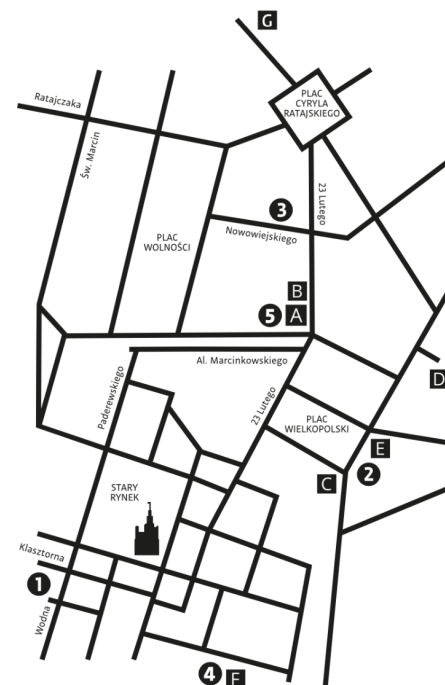 G
PLAC
CYRYLA
RATAJSKIEGO
Ratajczaka
Św. Marcin
23 Lutego
3
Nowowiejskiego
PLAC
WOLNOŚCI
B
5 A
Al. Marcinkowskiego
D
Paderewskiego
23 Lutego
PLAC
WIELKOPOLSKI
E
C
2
STARY
RYNEK
Klasztorna
1
Wodna
4 F